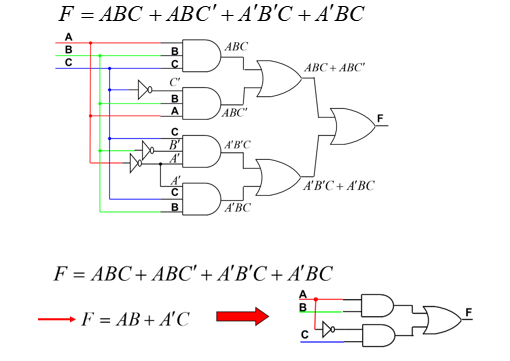 F = ABC + ABC′ + A′B′C + A′BC
A
B
C
B
C
ABC
ABC + ABC′
C′
B
A
ABC′
F
C
B′
A′
A′B′C
A′
C
B
A′BC
A′B′C + A′BC
F = ABC + ABC′ + A′B′C + A′BC
F = AB + A′C
A
B
C
F